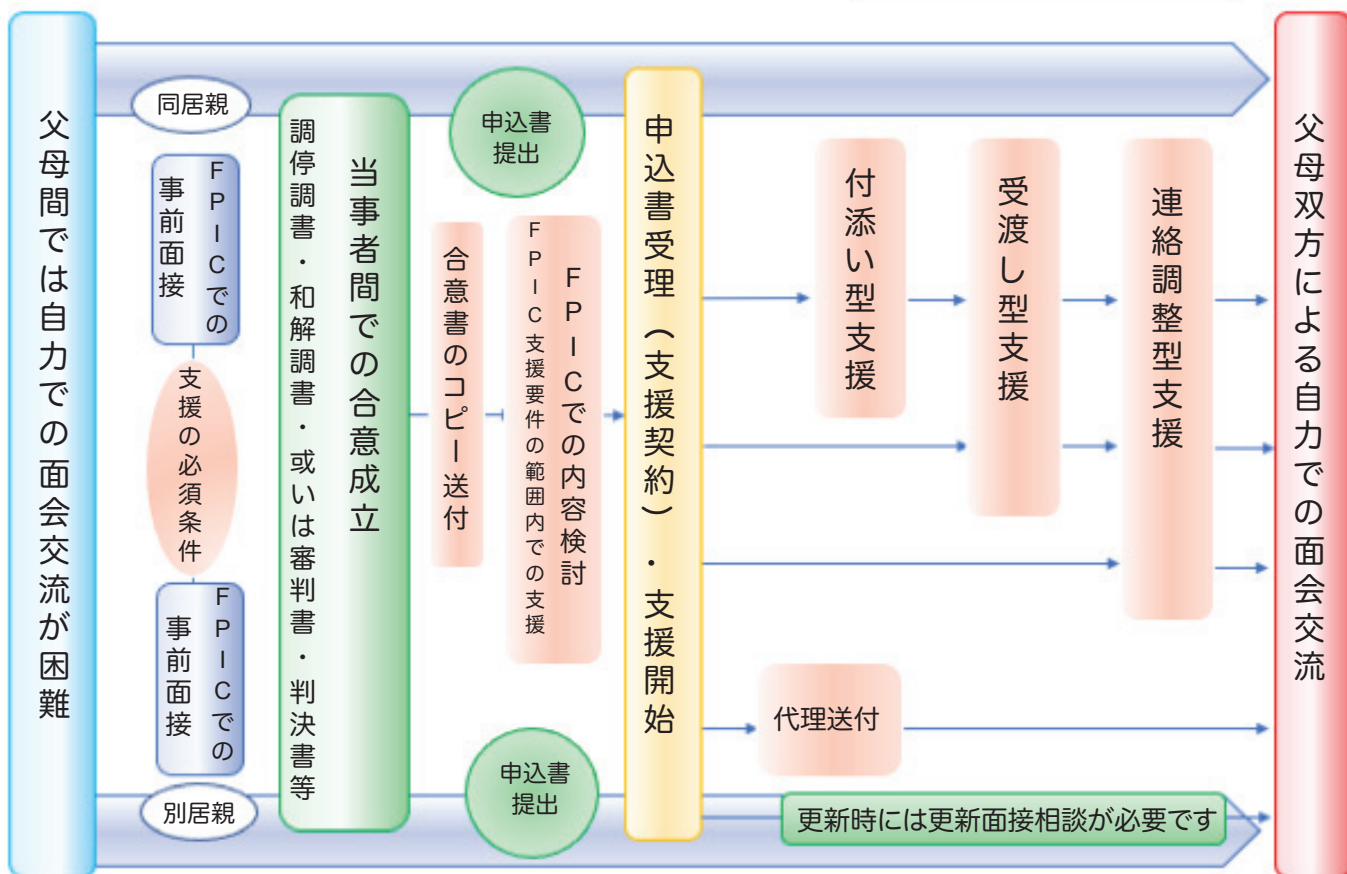 父母間では自力での面会交流が困難
同居親
FPICでの
事前面接
支援の必須条件
FPICでの
事前面接
別居親
当事者間での合意成立
調停調書・和解調書・或いは審判書・判決書等
申込書
提出
合意書のコピー送付
FPICでの内容検討
FPIC支援要件の範囲内での支援
申込書
提出
申込書受理（支援契約）・支援開始
付添い型支援
受渡し型支援
連絡調整型支援
代理送付
更新時には更新面接相談が必要です
父母双方による自力での面会交流